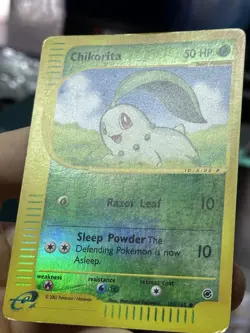 Chikorita 50 HP
Razor Leaf 10
Sleep Powder The
Defending Pokémon is now 10
Asleep.
weakness resistance retreat cost